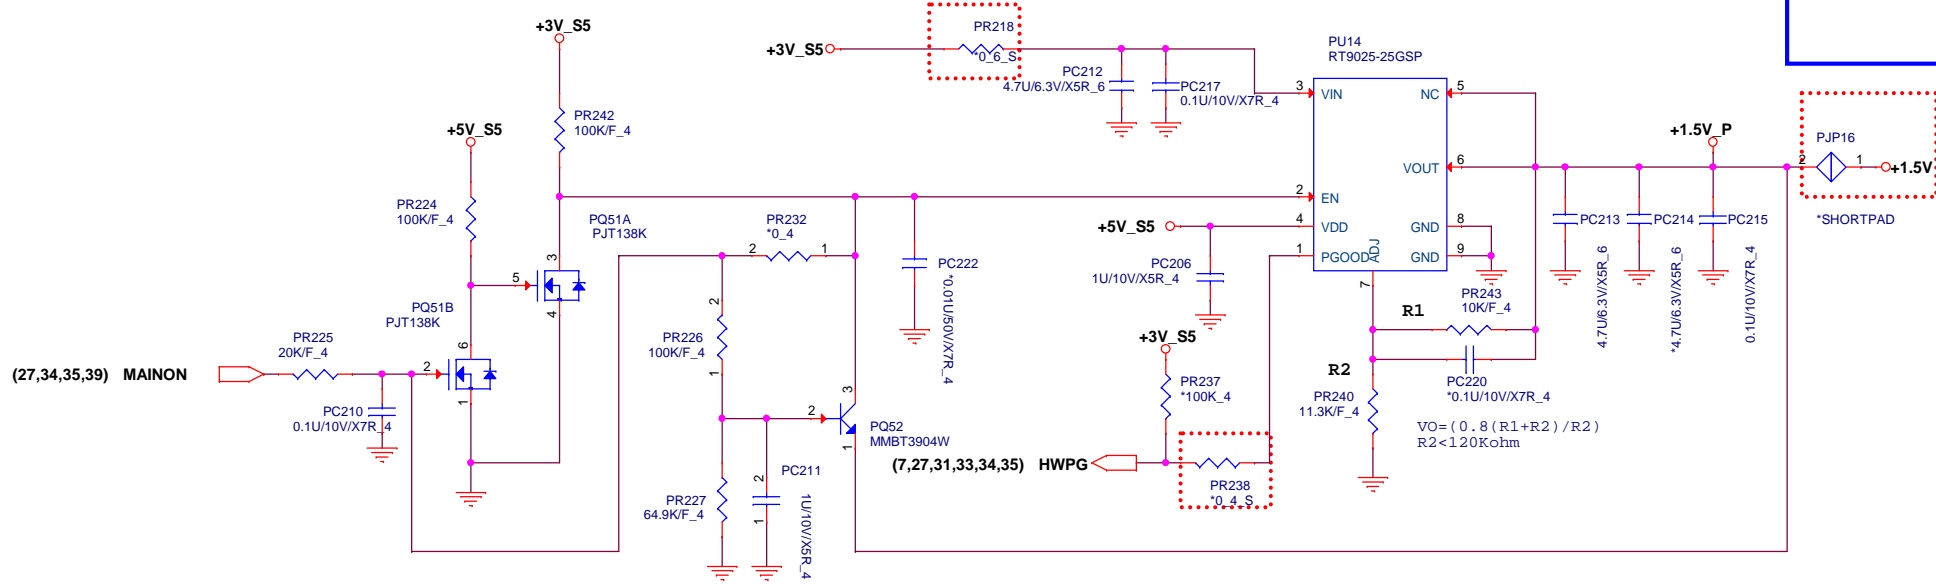 +3V_S5
PR242
100K/F_4
+5V_S5
PR224
100K/F_4
PQ51A
PJT138K
3
5
4
PQ51B
PJT138K
6
2
1
PR225
20K/F_4
(27,34,35,39) MAINON
PC210
0.1U/10V/X7R_4
PR232
*0_4
2
1
PR226
100K/F_4
2
1
PR227
64.9K/F_4
PC211
1U/10V/X5R_4
2
1
3
2
1
PQ52
MMBT3904W
PC222
*0.01U/50V/X7R_4
+3V_S5
PR218
*0_6_S
PC212
4.7U/6.3V/X5R_6
PC217
0.1U/10V/X7R_4
PU14
RT9025-25GSP
3 VIN
NC 5
VOUT 6
2 EN
4 VDD
GND 8
1 PGOOD
ADJ
GND 9
7
+5V_S5
PC206
1U/10V/X5R_4
+3V_S5
PR237
*100K_4
(7,27,31,33,34,35) HWPG
PR238
*0_4_S
R1
PR243
10K/F_4
R2
PR240
11.3K/F_4
PC220
*0.1U/10V/X7R_4
VO=(0.8(R1+R2)/R2)
R2<120Kohm
PC213
4.7U/6.3V/X5R_6
PC214
*4.7U/6.3V/X5R_6
PC215
0.1U/10V/X7R_4
+1.5V_P
PJP16
2
1
+1.5V
*SHORTPAD